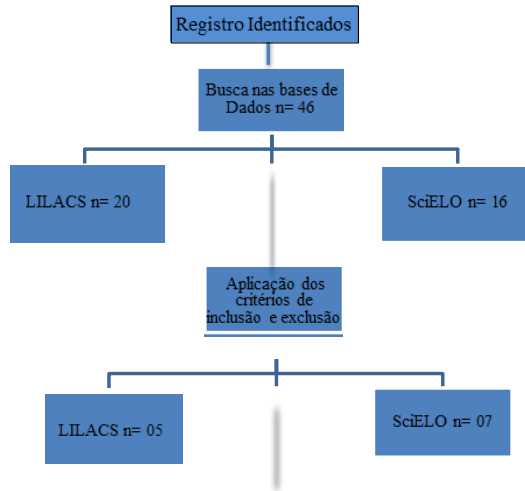 Registro Identificados
Busca nas bases de
Dados n= 46
LILACS n= 20
SciELO n= 16
Aplicação dos
critérios de
inclusão e exclusão
LILACS n= 05
SciELO n= 07